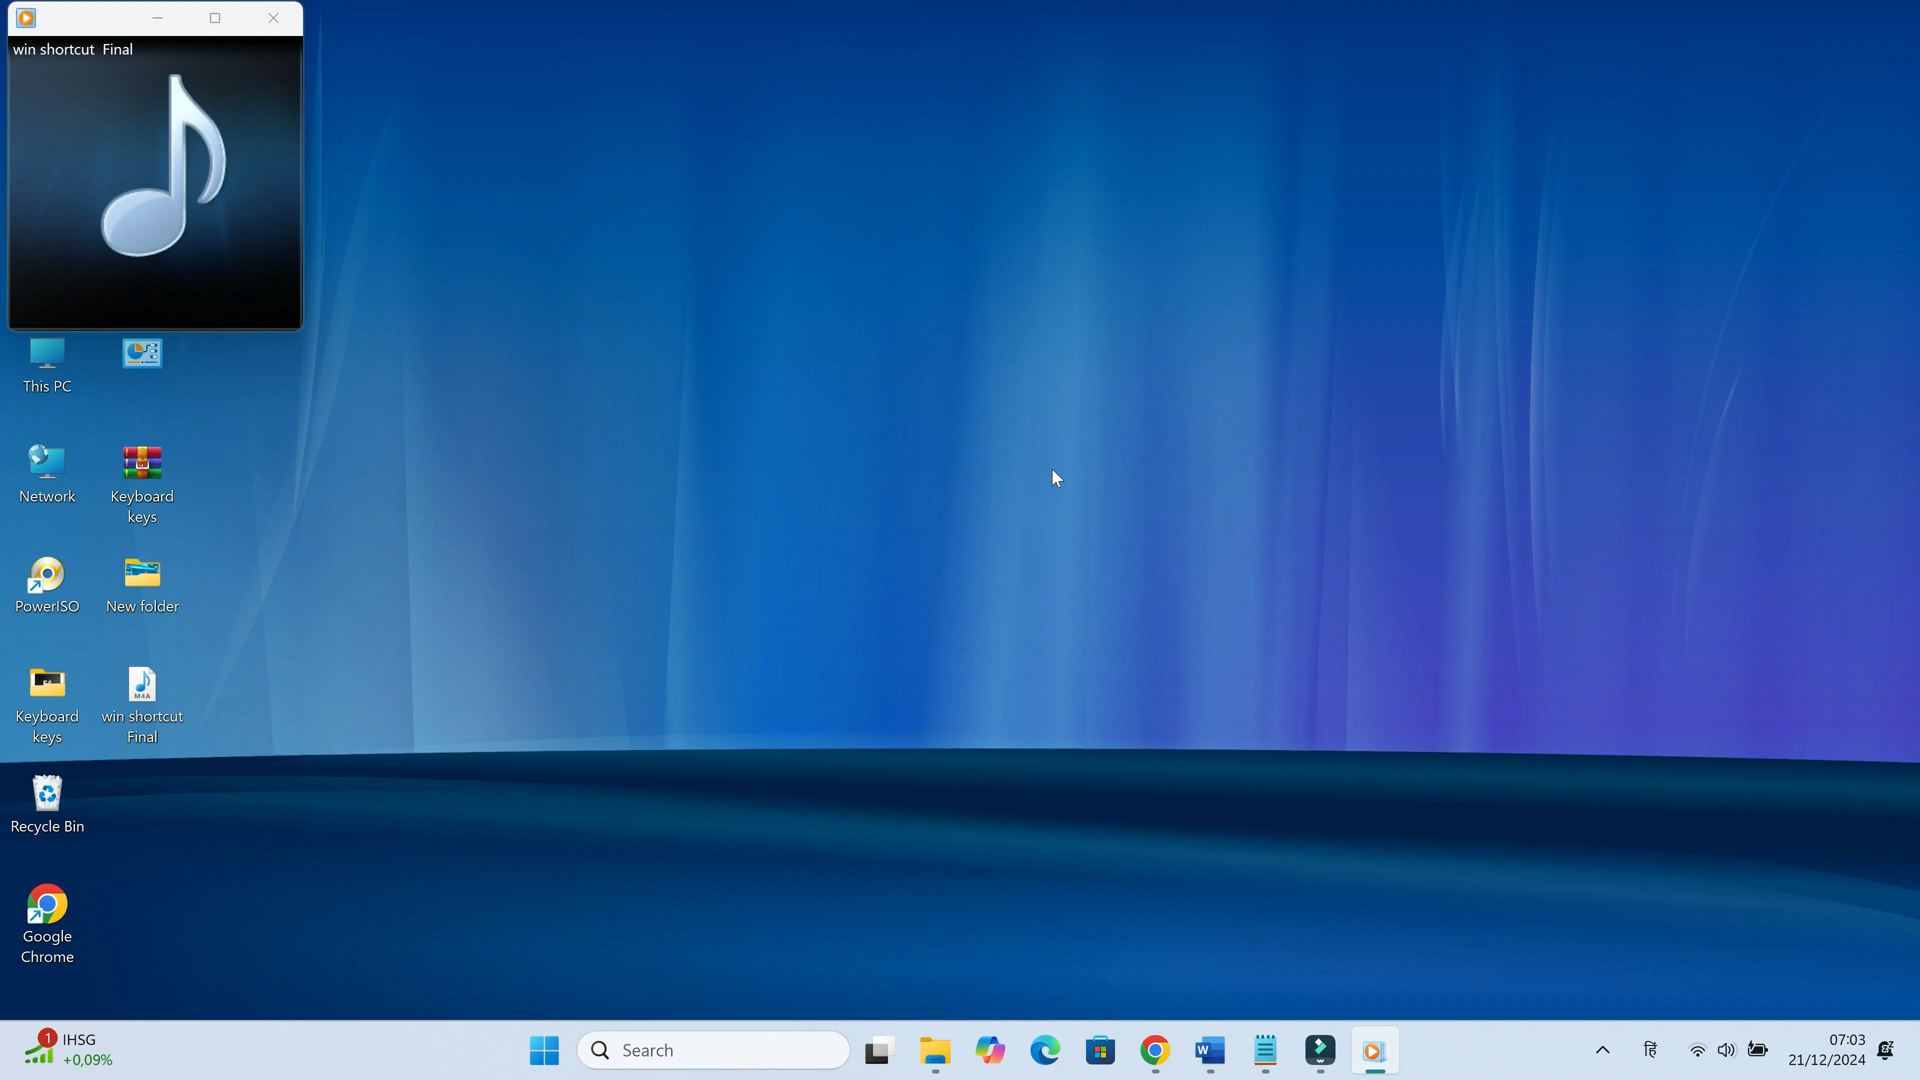 win shortcut Final
This PC
Network
Keyboard
keys
PowerISO
New folder
Keyboard
keys
win shortcut
Final
M4A
Recycle Bin
Google
Chrome
1
IHSG
+0,09%
Search
W
हिं
07:03
21/12/2024